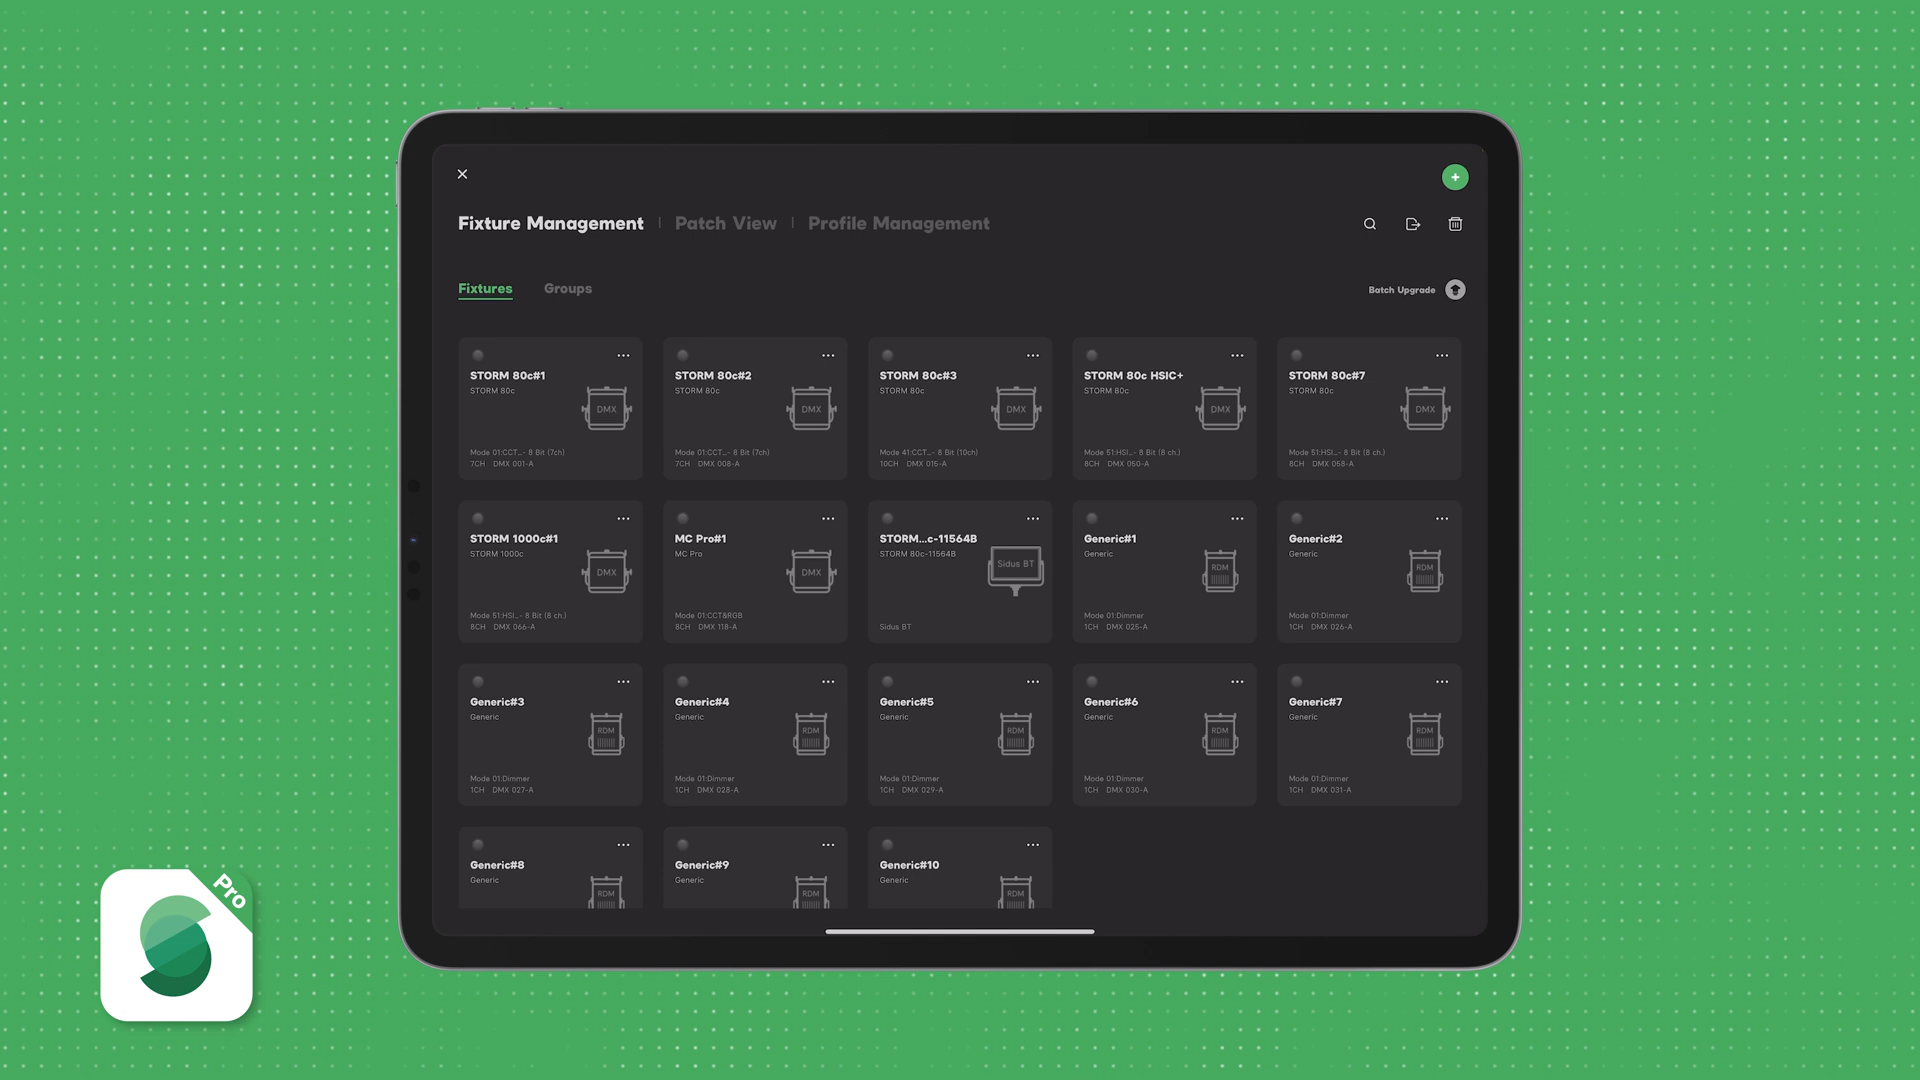 Fixture Management | Patch View | Profile Management
Fixtures Groups
Batch Upgrade
STORM 80c#1
STORM 80c
DMX
Mode 01:CCT...- 8 Bit (7ch)
7CH DMX 001-A
STORM 80c#2
STORM 80c
DMX
Mode 01:CCT...- 8 Bit (7ch)
7CH DMX 008-A
STORM 80c#3
STORM 80c
DMX
Mode 41:CCT...- 8 Bit (10ch)
10CH DMX 015-A
STORM 80c HSIC+
STORM 80c
DMX
Mode 51:HSI...- 8 Bit (8 ch.)
8CH DMX 050-A
STORM 80c#7
STORM 80c
DMX
Mode 51:HSI...- 8 Bit (8 ch.)
8CH DMX 058-A
STORM 1000c#1
STORM 1000c
DMX
Mode 51:HSI...- 8 Bit (8 ch.)
8CH DMX 066-A
MC Pro#1
MC Pro
DMX
Mode 01:CCT&RGB
8CH DMX 118-A
STORM...c-11564B
STORM 80c-11564B
Sidus BT
Sidus BT
Generic#1
Generic
RDM
Mode 01:Dimmer
1CH DMX 025-A
Generic#2
Generic
RDM
Mode 01:Dimmer
1CH DMX 026-A
Generic#3
Generic
RDM
Mode 01:Dimmer
1CH DMX 027-A
Generic#4
Generic
RDM
Mode 01:Dimmer
1CH DMX 028-A
Generic#5
Generic
RDM
Mode 01:Dimmer
1CH DMX 029-A
Generic#6
Generic
RDM
Mode 01:Dimmer
1CH DMX 030-A
Generic#7
Generic
RDM
Mode 01:Dimmer
1CH DMX 031-A
Generic#8
Generic
RDM
Generic#9
Generic
RDM
Generic#10
Generic
RDM
Pro